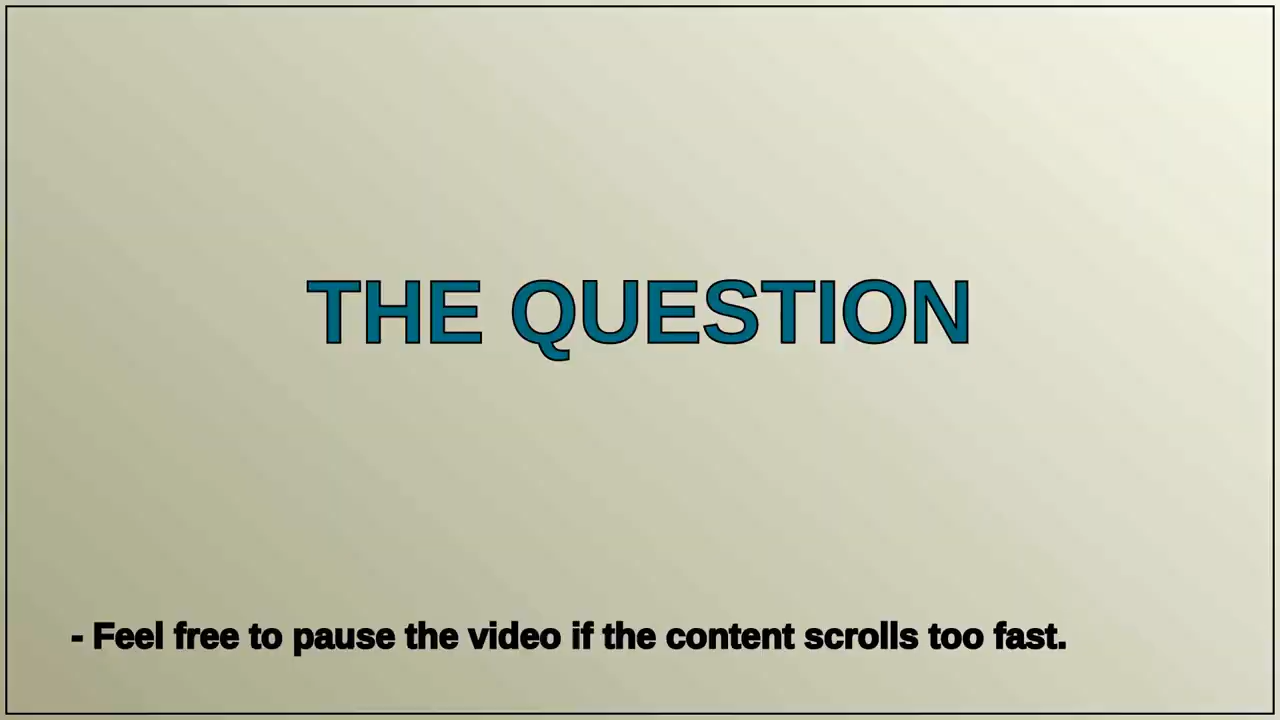 THE QUESTION
- Feel free to pause the video if the content scrolls too fast.